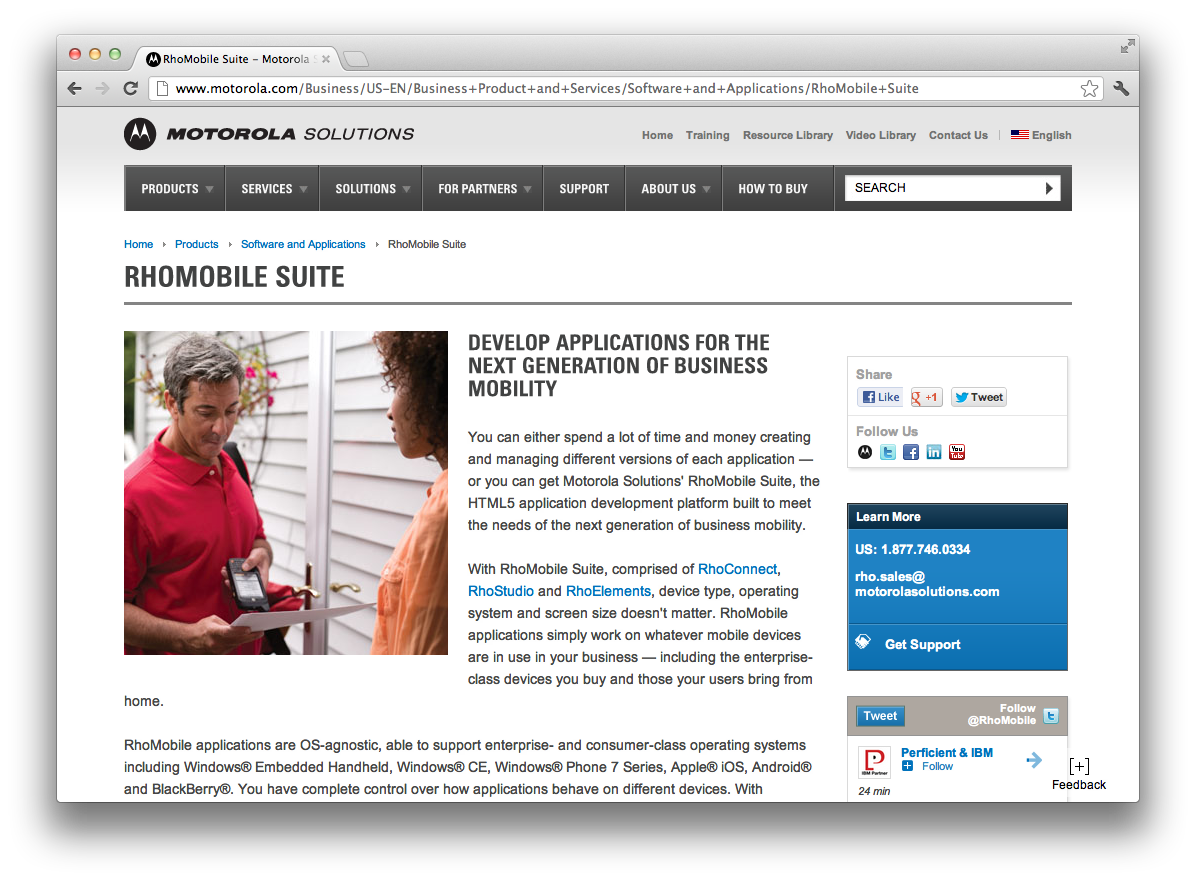 RhoMobile Suite – Motorola S
www.motorola.com/Business/US-EN/Business+Product+and+Services/Software+and+Applications/RhoMobile+Suite
MOTOROLA SOLUTIONS
Home Training Resource Library Video Library Contact Us | English
PRODUCTS SERVICES SOLUTIONS FOR PARTNERS SUPPORT ABOUT US HOW TO BUY SEARCH
Home Products Software and Applications RhoMobile Suite
RHOMOBILE SUITE
DEVELOP APPLICATIONS FOR THE
NEXT GENERATION OF BUSINESS
MOBILITY
You can either spend a lot of time and money creating
and managing different versions of each application —
or you can get Motorola Solutions' RhoMobile Suite, the
HTML5 application development platform built to meet
the needs of the next generation of business mobility.
With RhoMobile Suite, comprised of RhoConnect,
RhoStudio and RhoElements, device type, operating
system and screen size doesn't matter. RhoMobile
applications simply work on whatever mobile devices
are in use in your business — including the enterprise-
class devices you buy and those your users bring from
home.
RhoMobile applications are OS-agnostic, able to support enterprise- and consumer-class operating systems
including Windows® Embedded Handheld, Windows® CE, Windows® Phone 7 Series, Apple® iOS, Android®
and BlackBerry®. You have complete control over how applications behave on different devices. With
Share
Like g +1 Tweet
Follow Us
You Tube
Learn More
US: 1.877.746.0334
rho.sales@
motorolasolutions.com
Get Support
Tweet
Follow
@RhoMobile
Perficient & IBM
Follow
IBM Partner
24 min
[+]
Feedback